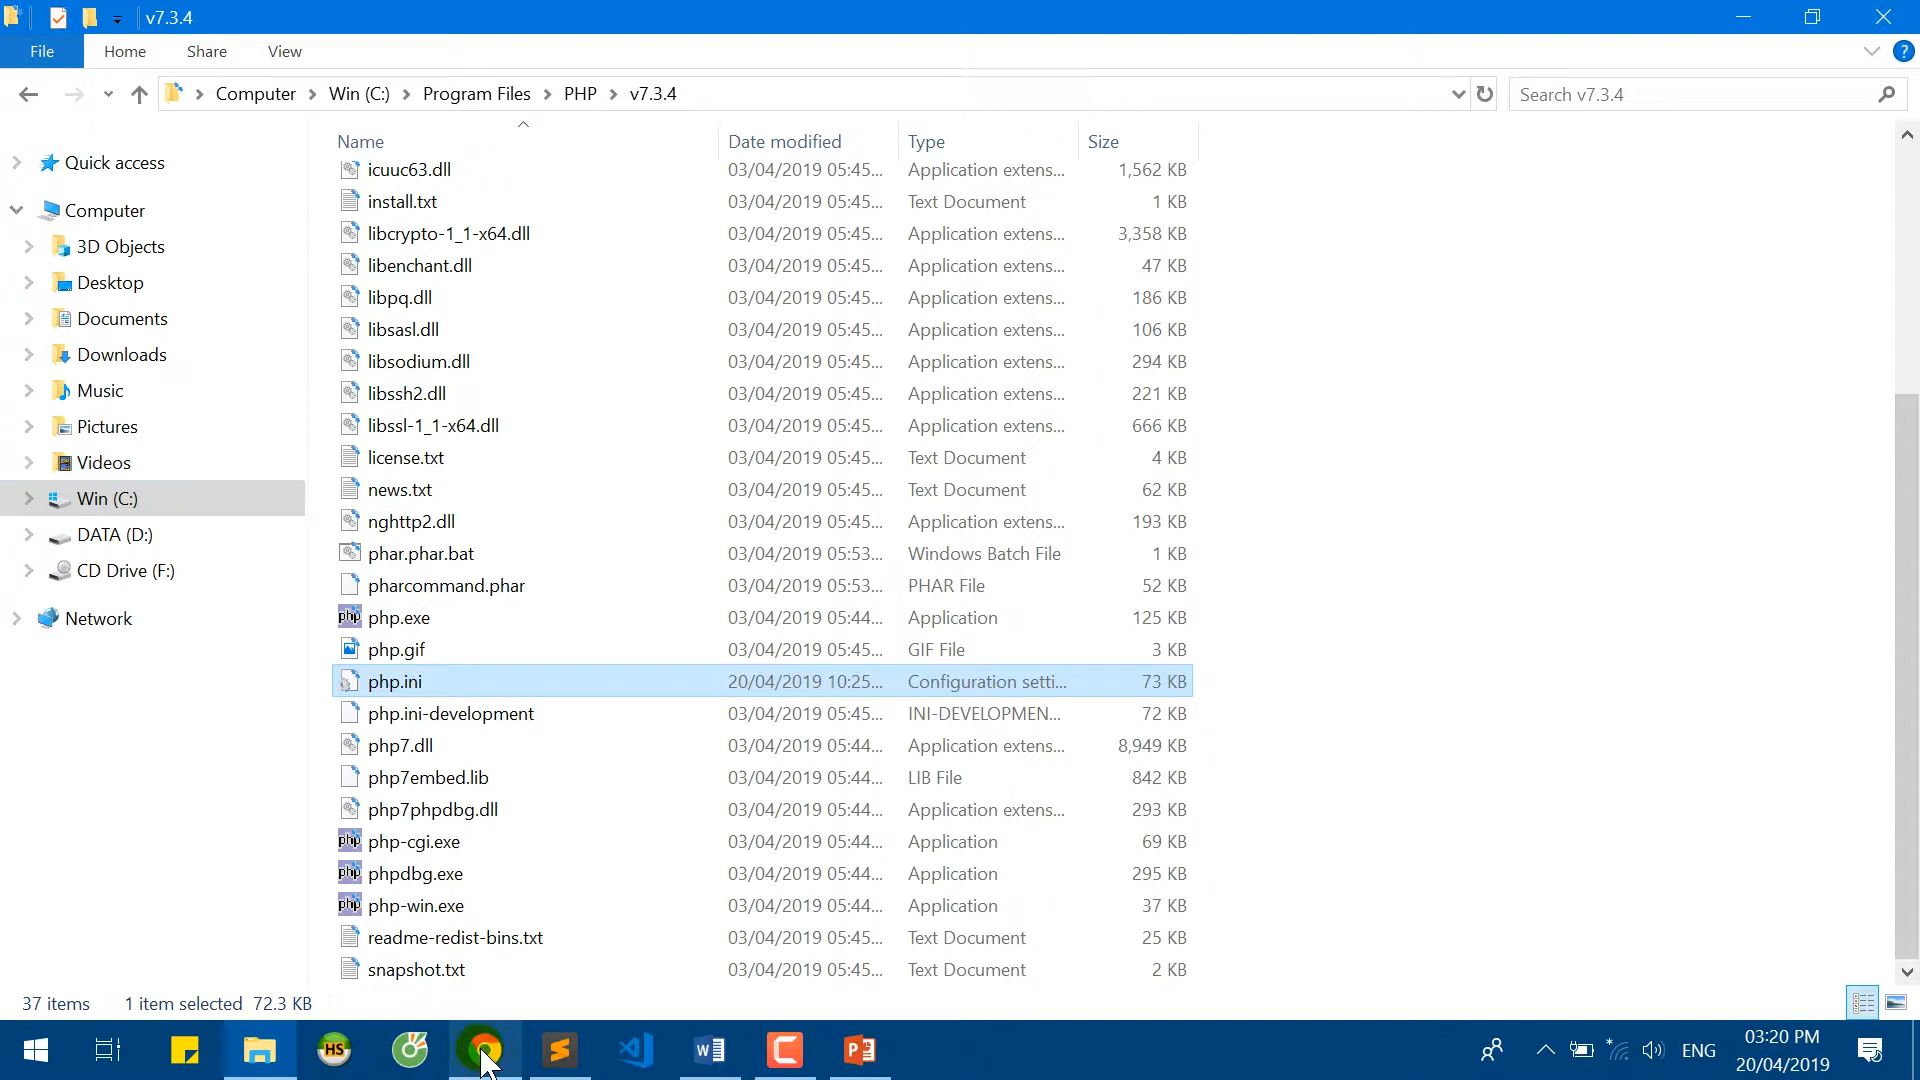 v7.3.4
File Home Share View
Computer Win (C:) Program Files PHP v7.3.4 Search v7.3.4
Name Date modified Type Size
Quick access
Computer
3D Objects
Desktop
Documents
Downloads
Music
Pictures
Videos
Win (C:)
DATA (D:)
CD Drive (F:)
Network
icuuc63.dll 03/04/2019 05:45... Application extens... 1,562 KB
install.txt 03/04/2019 05:45... Text Document 1 KB
libcrypto-1_1-x64.dll 03/04/2019 05:45... Application extens... 3,358 KB
libenchant.dll 03/04/2019 05:45... Application extens... 47 KB
libpq.dll 03/04/2019 05:45... Application extens... 186 KB
libsasl.dll 03/04/2019 05:45... Application extens... 106 KB
libsodium.dll 03/04/2019 05:45... Application extens... 294 KB
libssh2.dll 03/04/2019 05:45... Application extens... 221 KB
libssl-1_1-x64.dll 03/04/2019 05:45... Application extens... 666 KB
license.txt 03/04/2019 05:45... Text Document 4 KB
news.txt 03/04/2019 05:45... Text Document 62 KB
nghttp2.dll 03/04/2019 05:45... Application extens... 193 KB
phar.phar.bat 03/04/2019 05:53... Windows Batch File 1 KB
pharcommand.phar 03/04/2019 05:53... PHAR File 52 KB
php.exe 03/04/2019 05:44... Application 125 KB
php.gif 03/04/2019 05:45... GIF File 3 KB
php.ini 20/04/2019 10:25... Configuration setti... 73 KB
php.ini-development 03/04/2019 05:45... INI-DEVELOPMEN... 72 KB
php7.dll 03/04/2019 05:44... Application extens... 8,949 KB
php7embed.lib 03/04/2019 05:44... LIB File 842 KB
php7phpdbg.dll 03/04/2019 05:44... Application extens... 293 KB
php-cgi.exe 03/04/2019 05:44... Application 69 KB
phpdbg.exe 03/04/2019 05:44... Application 295 KB
php-win.exe 03/04/2019 05:44... Application 37 KB
readme-redist-bins.txt 03/04/2019 05:45... Text Document 25 KB
snapshot.txt 03/04/2019 05:45... Text Document 2 KB
37 items 1 item selected 72.3 KB
HS
ENG
03:20 PM
20/04/2019